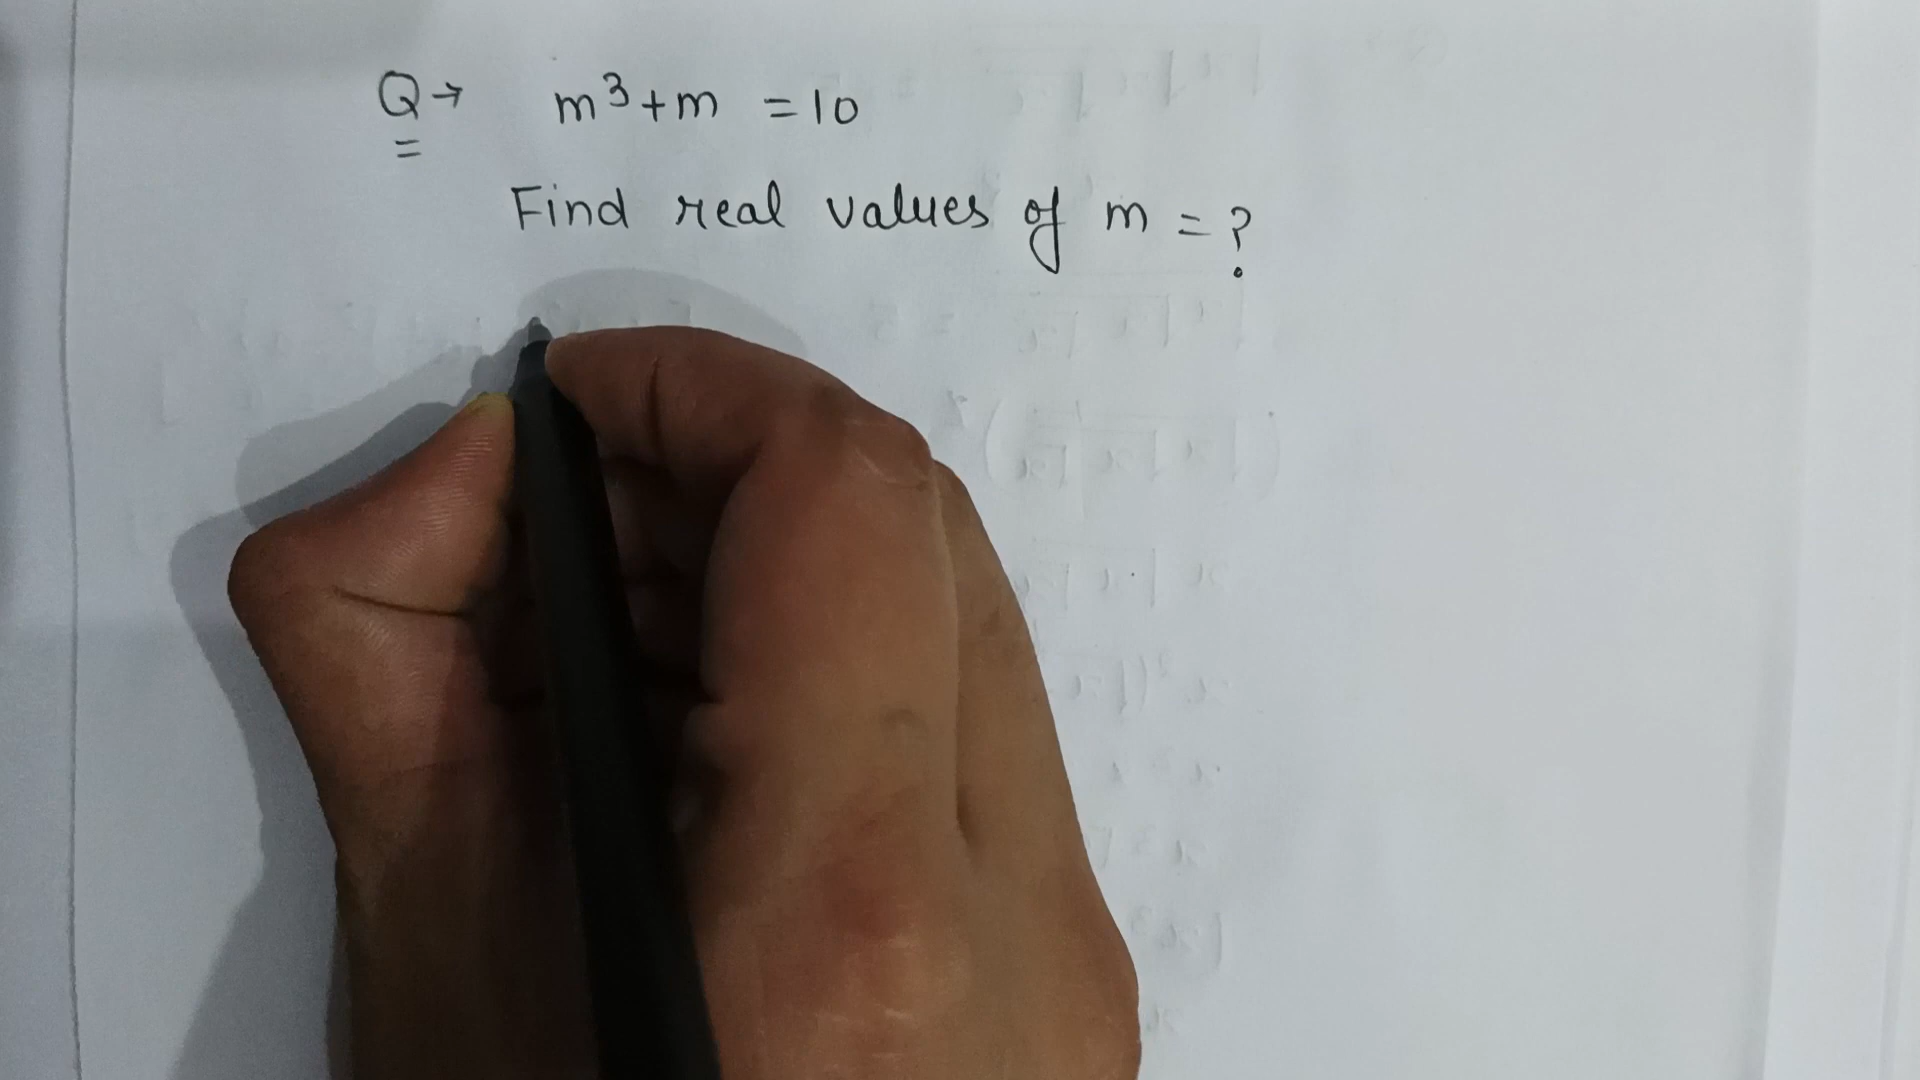 Q→ m³+m = 10
Find real values of m = ?